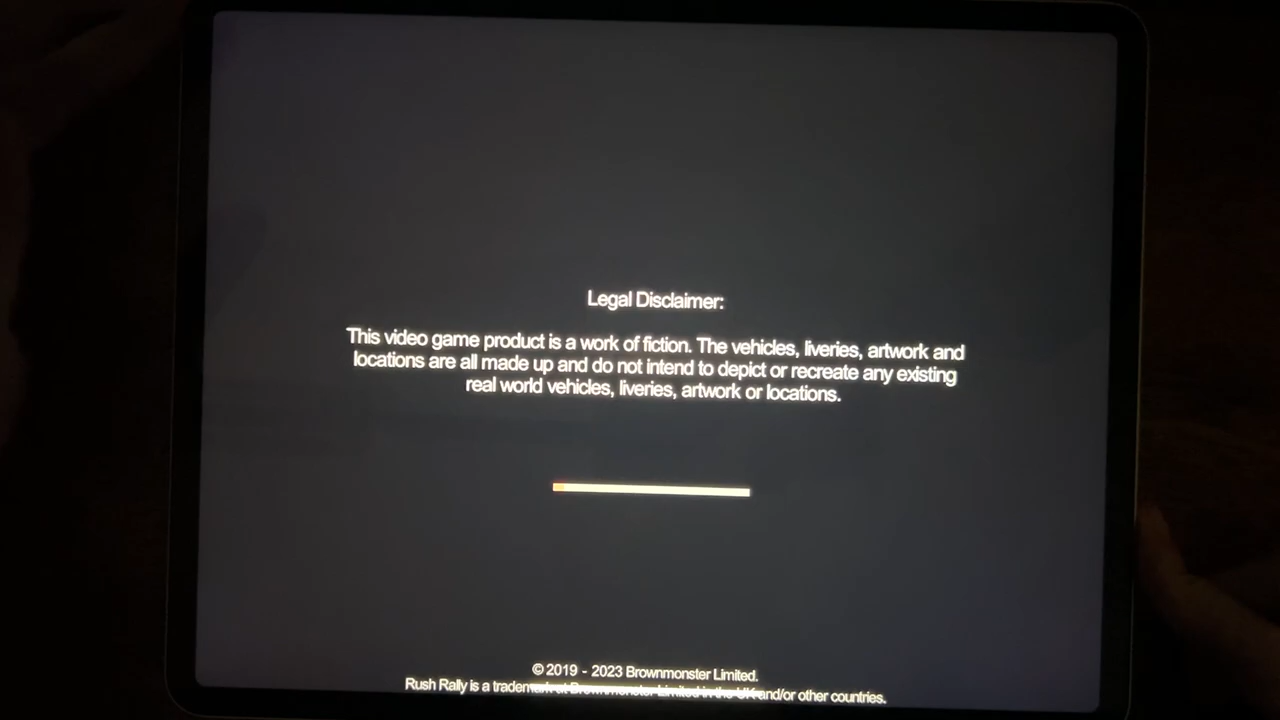 Legal Disclaimer:
This video game product is a work of fiction. The vehicles, liveries, artwork and
locations are all made up and do not intend to depict or recreate any existing
real world vehicles, liveries, artwork or locations.
© 2019 - 2023 Brownmonster Limited.
Rush Rally is a trademark of Brownmonster Limited in the UK and/or other countries.